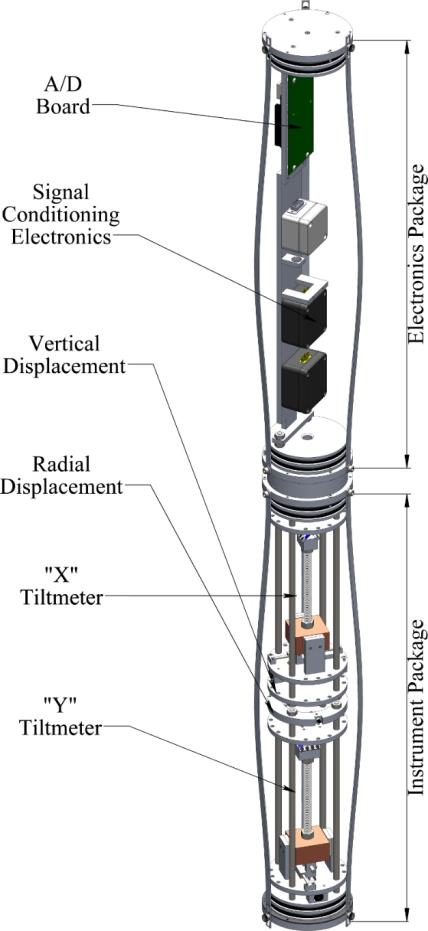 A/D
Board
Signal
Conditioning
Electronics
Electronics Package
Vertical
Displacement
Radial
Displacement
"X"
Tiltmeter
"Y"
Tiltmeter
Instrument Package